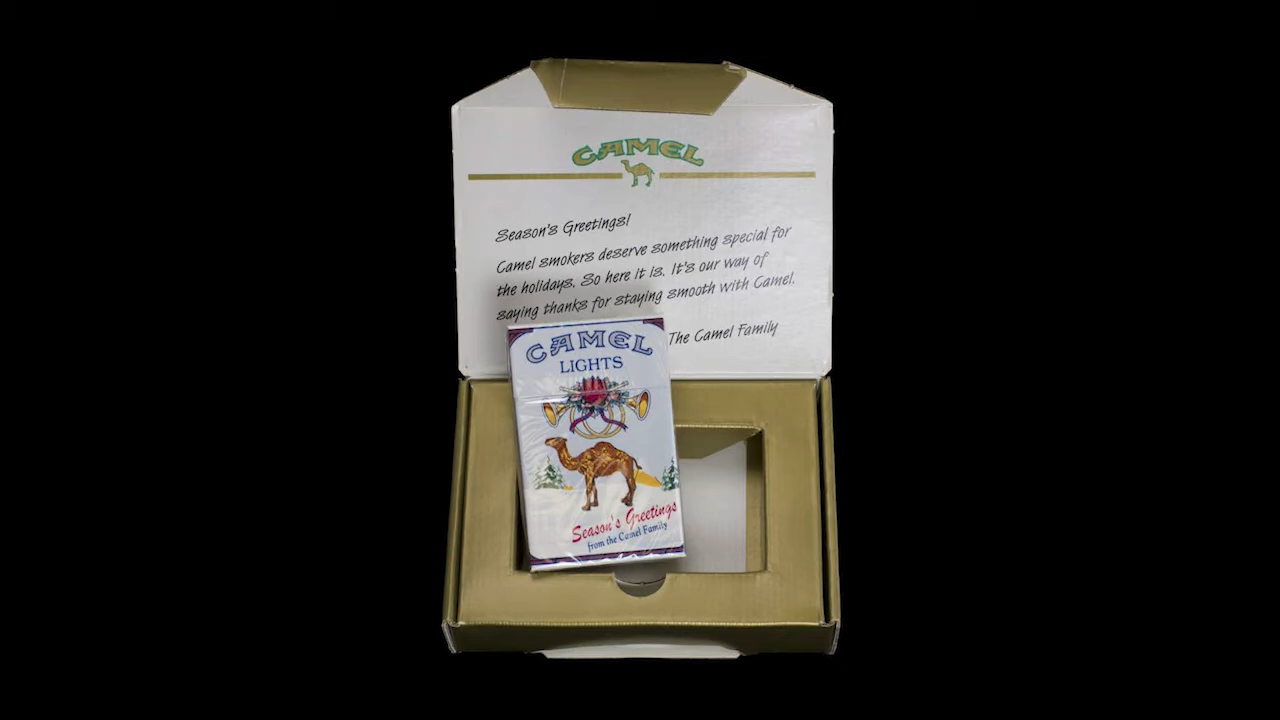 CAMEL
Season's Greetings!
Camel smokers deserve something special for
the holidays. So here it is. It's our way of
saying thanks for staying smooth with Camel.
The Camel Family
CAMEL
LIGHTS
Season's Greetings
from the Camel Family